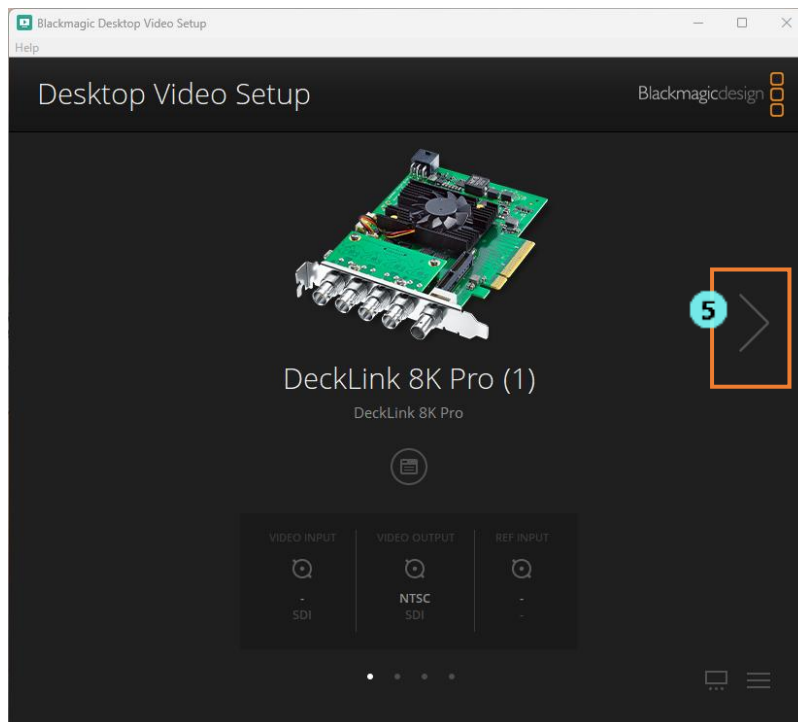 Blackmagic Desktop Video Setup
Help
Desktop Video Setup
Blackmagicdesign
5
DeckLink 8K Pro (1)
DeckLink 8K Pro
VIDEO INPUT VIDEO OUTPUT REF INPUT
- NTSC -
SDI SDI -